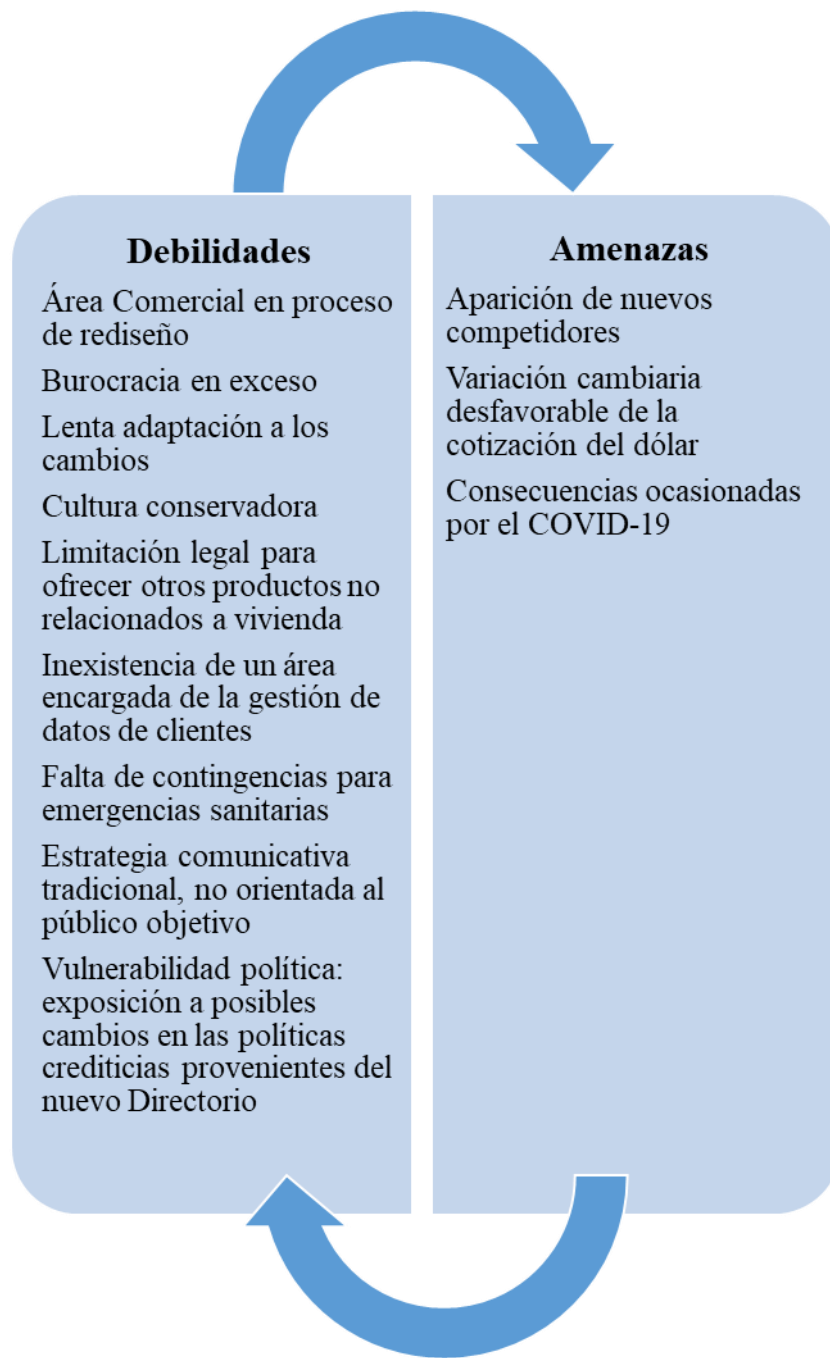 Debilidades
Área Comercial en proceso
de rediseño
Burocracia en exceso
Lenta adaptación a los
cambios
Cultura conservadora
Limitación legal para
ofrecer otros productos no
relacionados a vivienda
Inexistencia de un área
encargada de la gestión de
datos de clientes
Falta de contingencias para
emergencias sanitarias
Estrategia comunicativa
tradicional, no orientada al
público objetivo
Vulnerabilidad política:
exposición a posibles
cambios en las políticas
crediticias provenientes del
nuevo Directorio
Amenazas
Aparición de nuevos
competidores
Variación cambiaria
desfavorable de la
cotización del dólar
Consecuencias ocasionadas
por el COVID-19